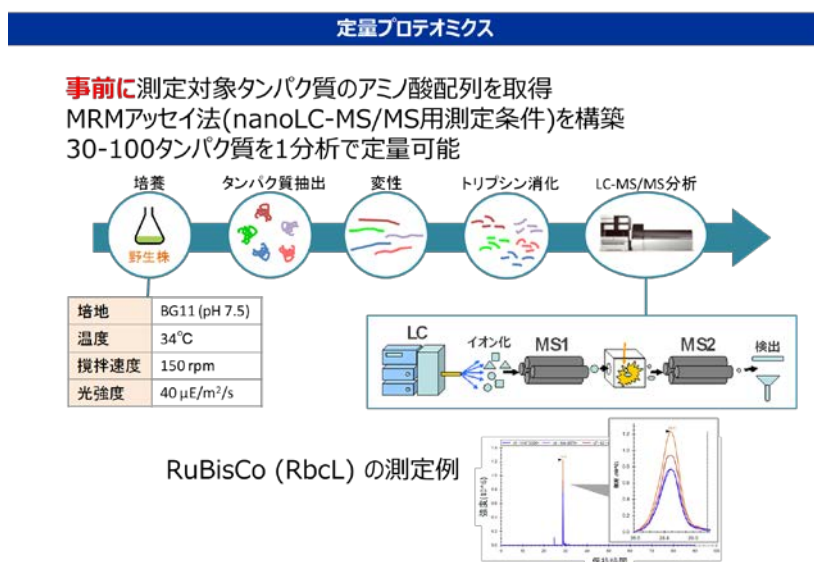 定量プロテオミクス
事前に測定対象タンパク質のアミノ酸配列を取得
MRMアッセイ法(nanoLC-MS/MS用測定条件)を構築
30-100タンパク質を1分析で定量可能
培養 タンパク質抽出 変性 トリプシン消化 LC-MS/MS分析
野生株
培地 BG11 (pH 7.5)
温度 34℃
撹拌速度 150 rpm
光強度 40 μE/m²/s
LC イオン化 MS1 MS2 検出
RuBisCo (RbcL) の測定例